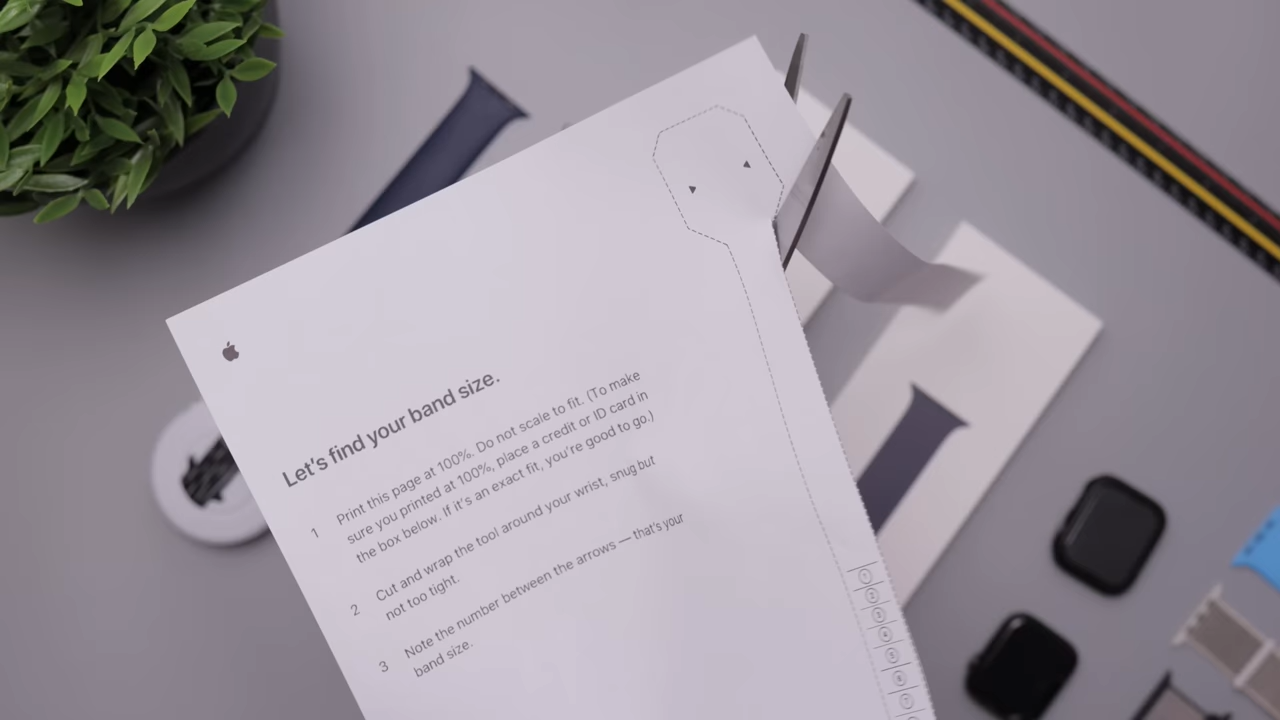 Let's find your band size.
1 Print this page at 100%. Do not scale to fit. (To make
sure you printed at 100%, place a credit or ID card in
the box below. If it's an exact fit, you're good to go.)
2 Cut and wrap the tool around your wrist, snug but
not too tight.
3 Note the number between the arrows — that's your
band size.
1
2
3
4
5
6
7